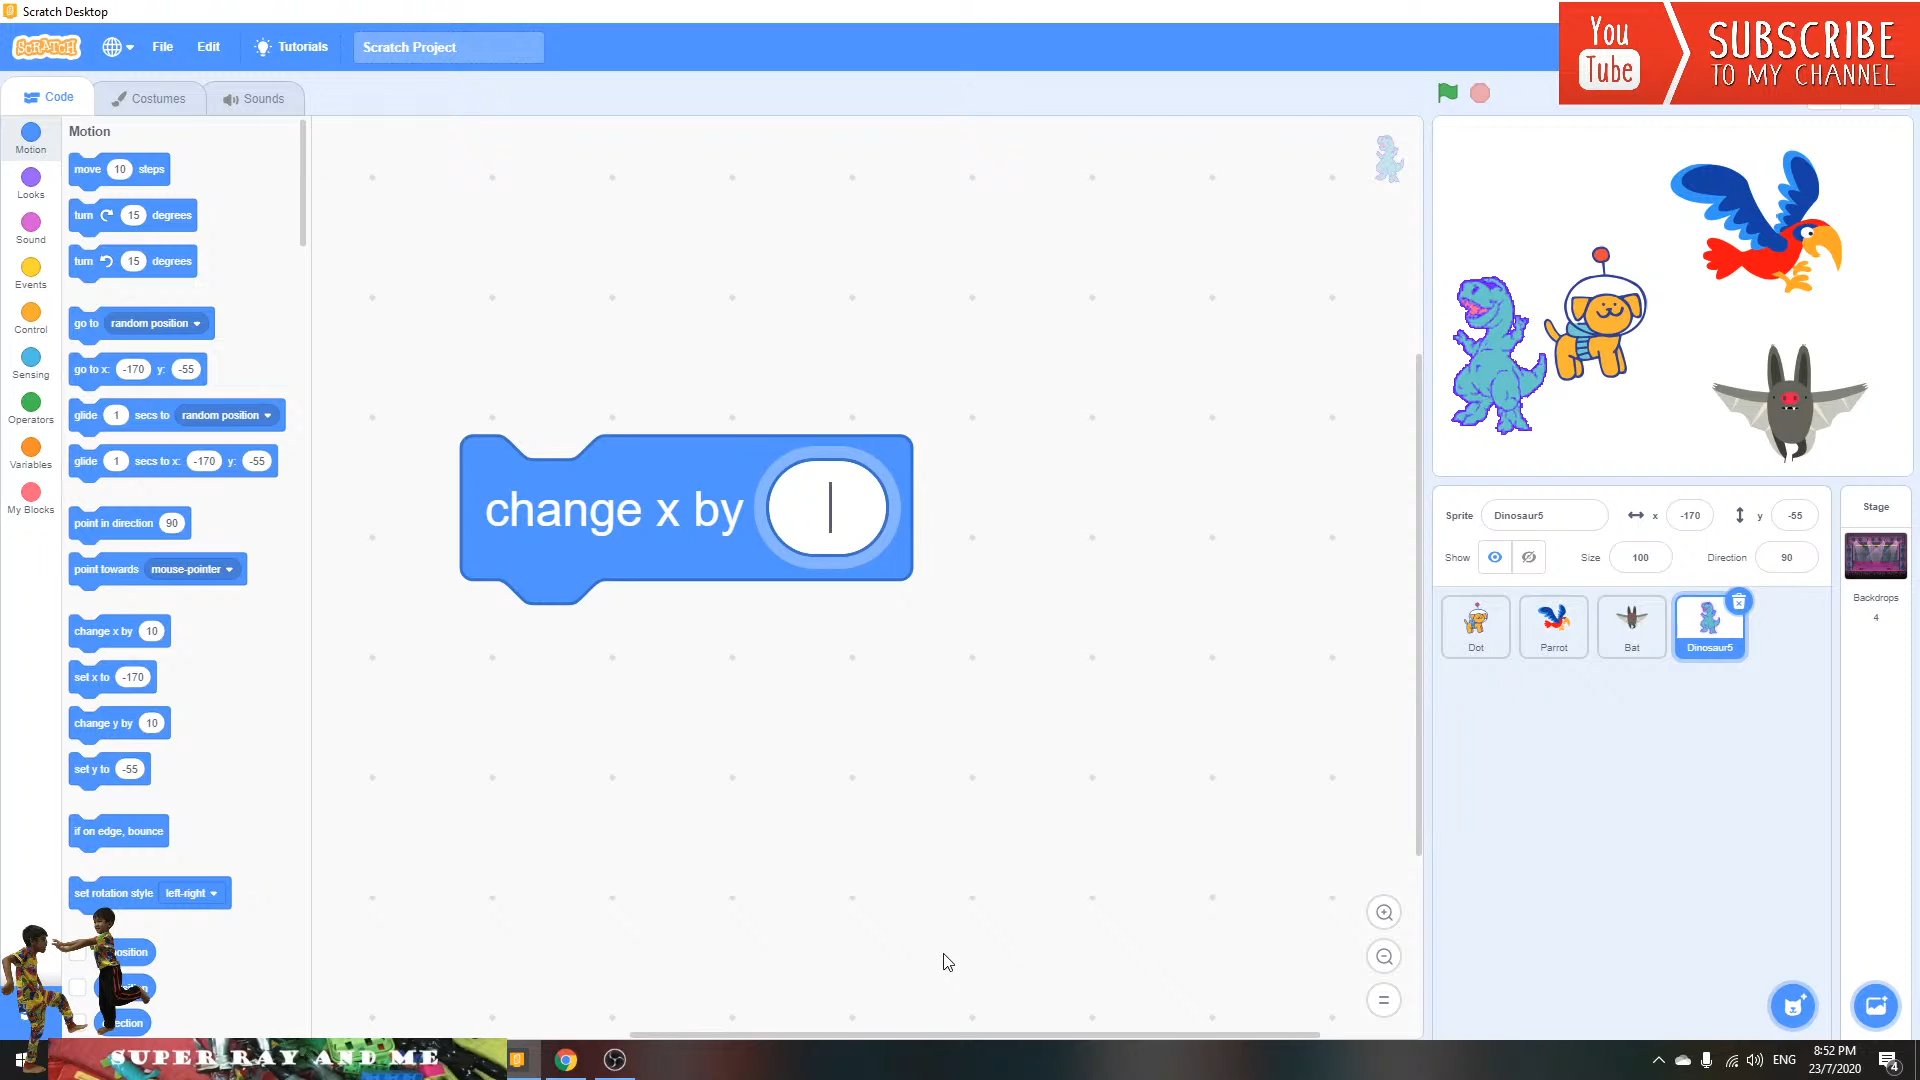 Scratch Desktop
SCRATCH File Edit Tutorials Scratch Project
You Tube SUBSCRIBE TO MY CHANNEL
Code Costumes Sounds
Motion
Looks
Sound
Events
Control
Sensing
Operators
Variables
My Blocks
Motion
move 10 steps
turn 15 degrees
turn 15 degrees
go to random position
go to x: -170 y: -55
glide 1 secs to random position
glide 1 secs to x: -170 y: -55
point in direction 90
point towards mouse-pointer
change x by 10
set x to -170
change y by 10
set y to -55
if on edge, bounce
set rotation style left-right
change x by
Sprite Dinosaur5 x -170 y -55
Show Size 100 Direction 90
Dot Parrot Bat Dinosaur5
Stage
Backdrops
4
SUPER RAY AND ME
ENG 8:52 PM
23/7/2020
4